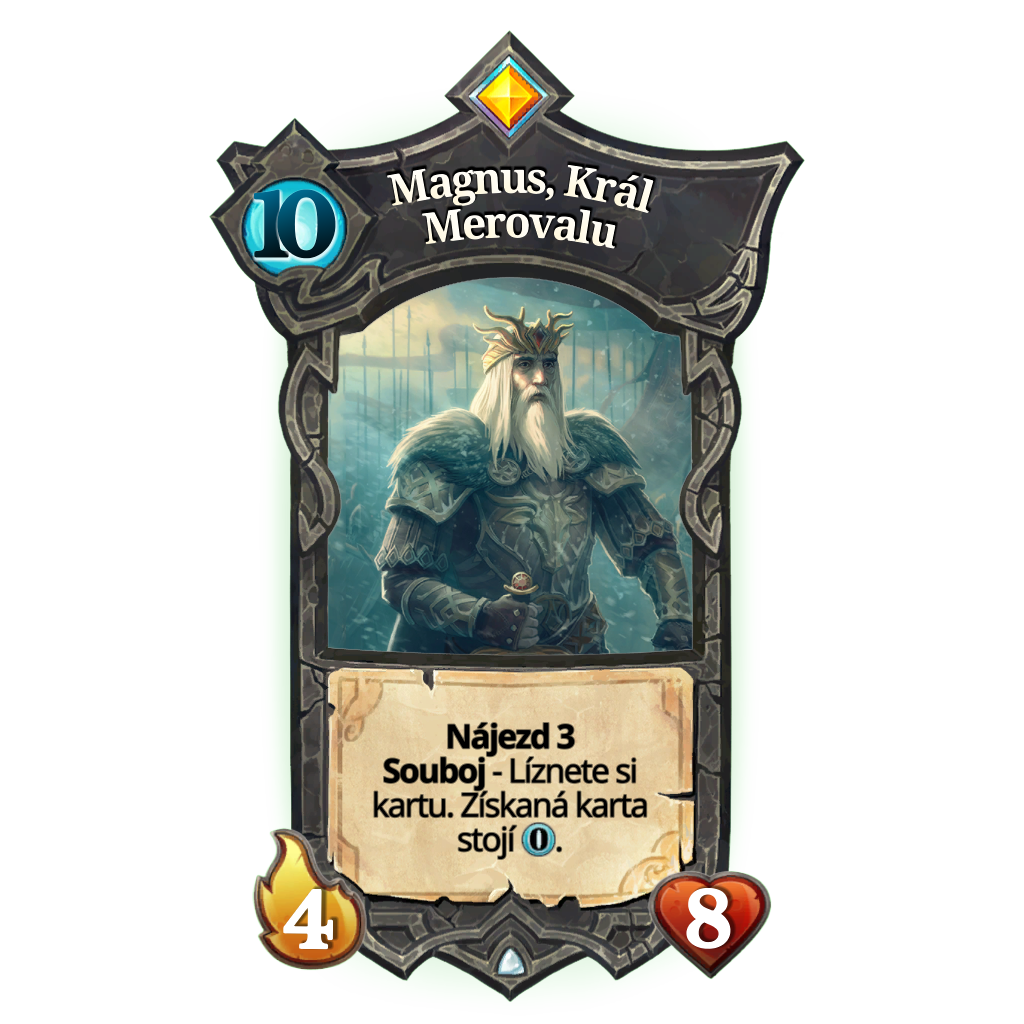 10
Magnus, Král
Merovalu
Nájezd 3
Souboj - Líznete si
kartu. Získaná karta
stojí 0.
4
8